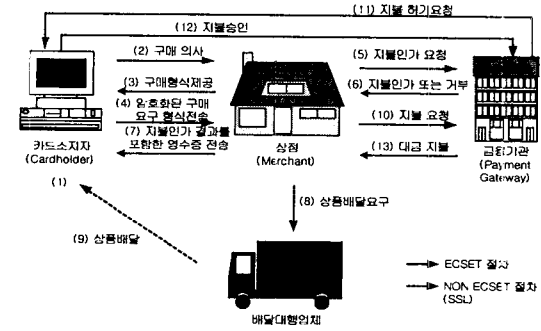 (11) 지불 허가요청
(12) 지불승인
(2) 구매 의사
(5) 지불인가 요청
(3) 구매형식제공
(6) 지불인가 또는 거부
(4) 암호화된 구매
요구 형식전송
(10) 지불 요청
(7) 지불인가 결과를
포함한 영수증 전송
(13) 대금 지불
카드소지자
(Cardholder)
상점
(Merchant)
금융기관
(Payment
Gateway)
(1)
(8) 상품배달요구
(9) 상품배달
ECSET 절차
NON ECSET 절차
(SSL)
배달대행업체